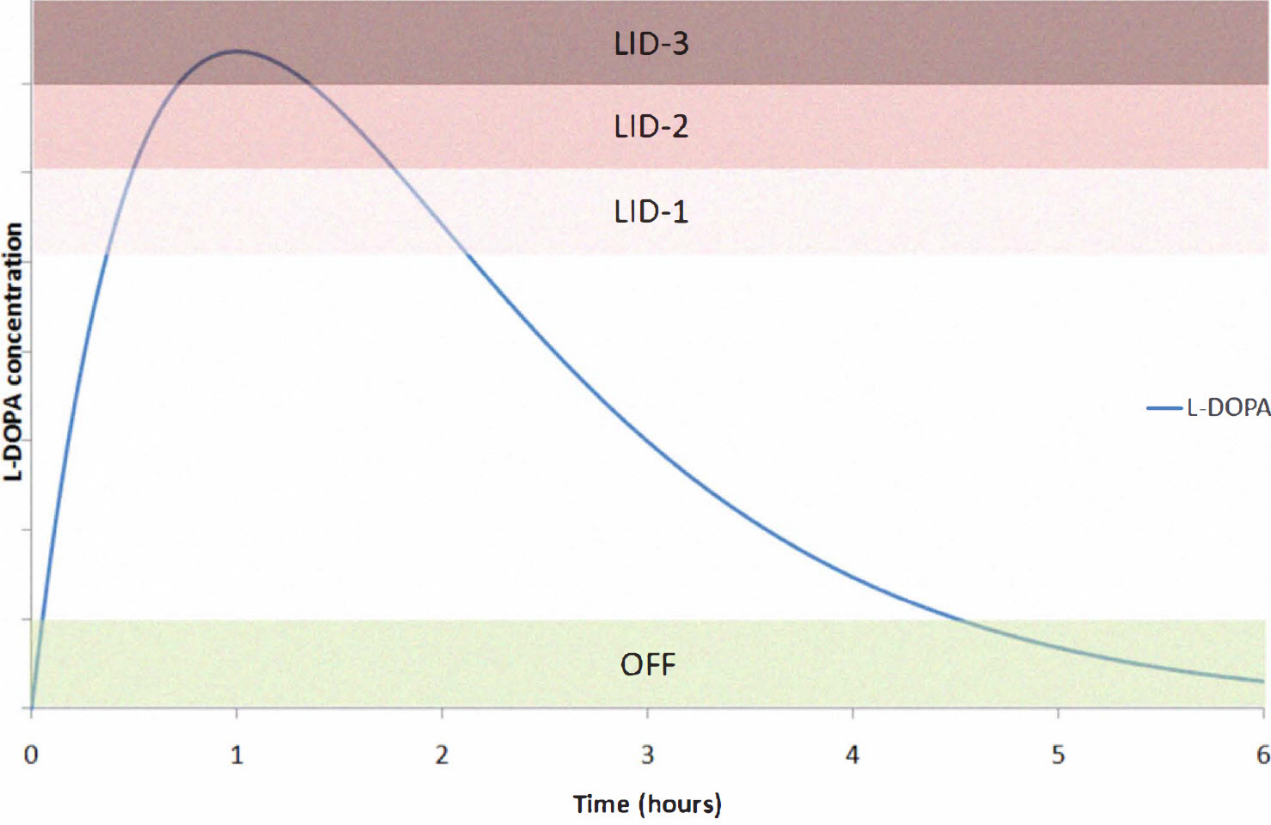 LID-3
LID-2
LID-1
L-DOPA concentration
L-DOPA
OFF
0 1 2 3 4 5 6
Time (hours)